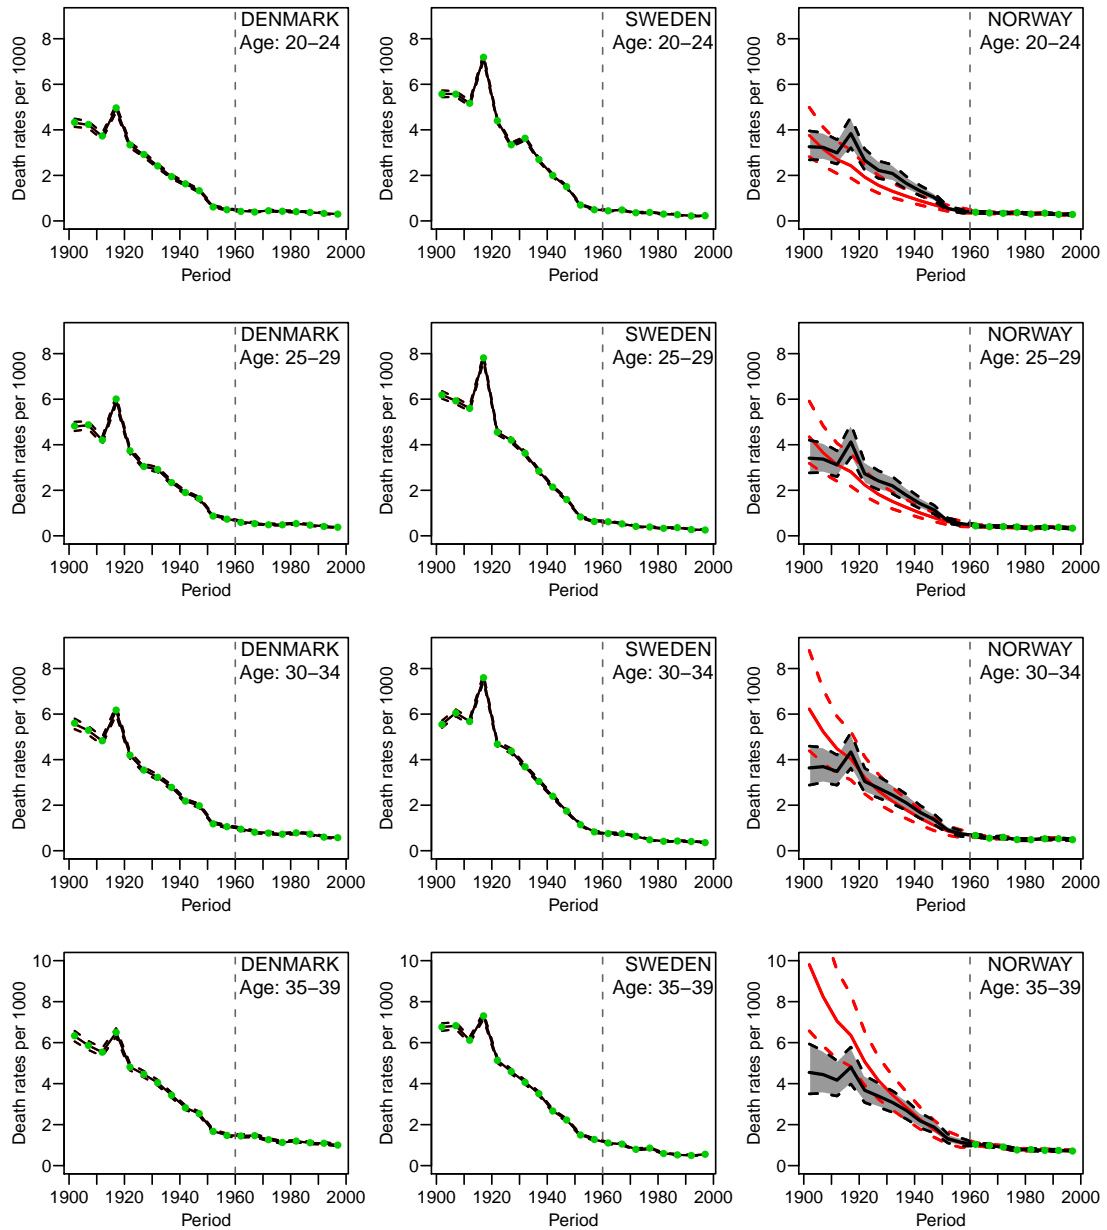 DENMARK
Age: 20−24
Death rates per 1000
8
6
4
2
0
1900 1920 1940 1960 1980 2000
Period
SWEDEN
Age: 20−24
Death rates per 1000
8
6
4
2
0
1900 1920 1940 1960 1980 2000
Period
NORWAY
Age: 20−24
Death rates per 1000
8
6
4
2
0
1900 1920 1940 1960 1980 2000
Period
DENMARK
Age: 25−29
Death rates per 1000
8
6
4
2
0
1900 1920 1940 1960 1980 2000
Period
SWEDEN
Age: 25−29
Death rates per 1000
8
6
4
2
0
1900 1920 1940 1960 1980 2000
Period
NORWAY
Age: 25−29
Death rates per 1000
8
6
4
2
0
1900 1920 1940 1960 1980 2000
Period
DENMARK
Age: 30−34
Death rates per 1000
8
6
4
2
0
1900 1920 1940 1960 1980 2000
Period
SWEDEN
Age: 30−34
Death rates per 1000
8
6
4
2
0
1900 1920 1940 1960 1980 2000
Period
NORWAY
Age: 30−34
Death rates per 1000
8
6
4
2
0
1900 1920 1940 1960 1980 2000
Period
DENMARK
Age: 35−39
Death rates per 1000
10
8
6
4
2
0
1900 1920 1940 1960 1980 2000
Period
SWEDEN
Age: 35−39
Death rates per 1000
10
8
6
4
2
0
1900 1920 1940 1960 1980 2000
Period
NORWAY
Age: 35−39
Death rates per 1000
10
8
6
4
2
0
1900 1920 1940 1960 1980 2000
Period